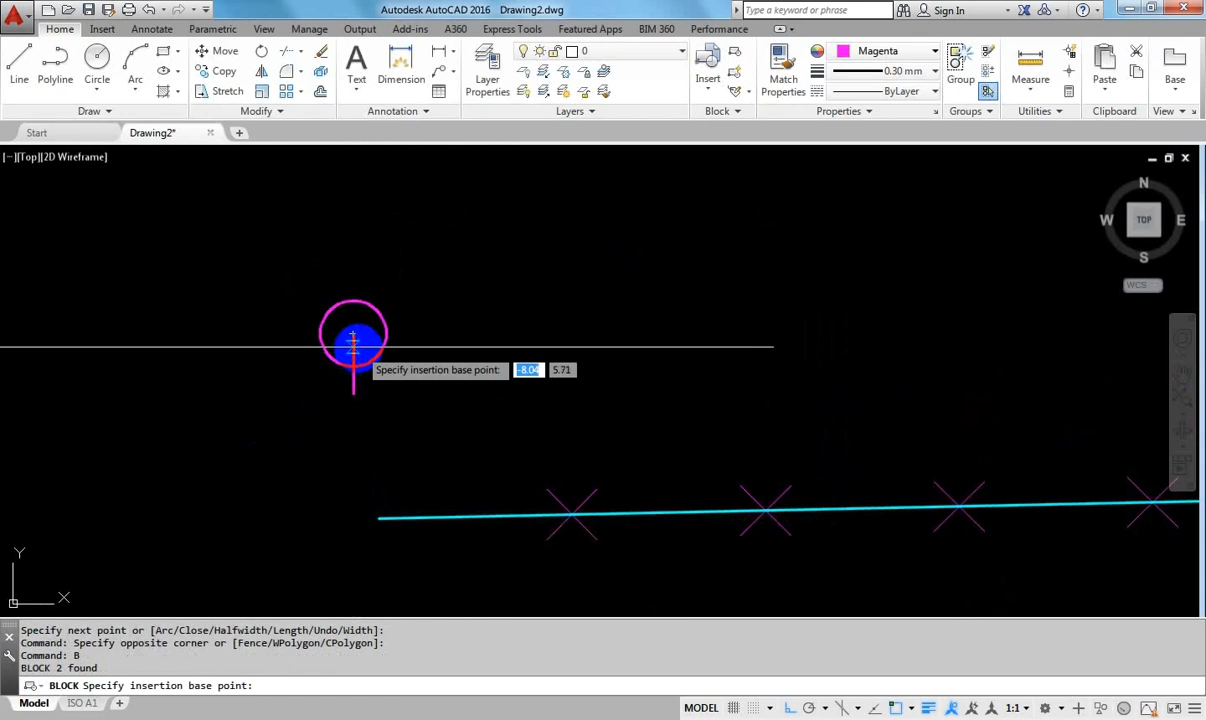 Autodesk AutoCAD 2016 Drawing2.dwg
Type a keyword or phrase
Sign In
Home Insert Annotate Parametric View Manage Output Add-ins A360 Express Tools Featured Apps BIM 360 Performance
Line
Polyline
Circle
Arc
Move
Copy
Stretch
Text
Dimension
Layer
Properties
0
Insert
Match
Properties
Magenta
0.30 mm
ByLayer
Group
Measure
Paste
Base
Draw
Modify
Annotation
Layers
Block
Properties
Groups
Utilities
Clipboard
View
Start
Drawing2*
[−][Top][2D Wireframe]
N
W
TOP
E
S
WCS
Specify insertion base point: -8.04 5.71
Y
X
Specify next point or [Arc/Close/Halfwidth/Length/Undo/Width]:
Command: Specify opposite corner or [Fence/WPolygon/CPolygon]:
Command: B
BLOCK 2 found
BLOCK Specify insertion base point:
Model ISO A1
MODEL
1:1